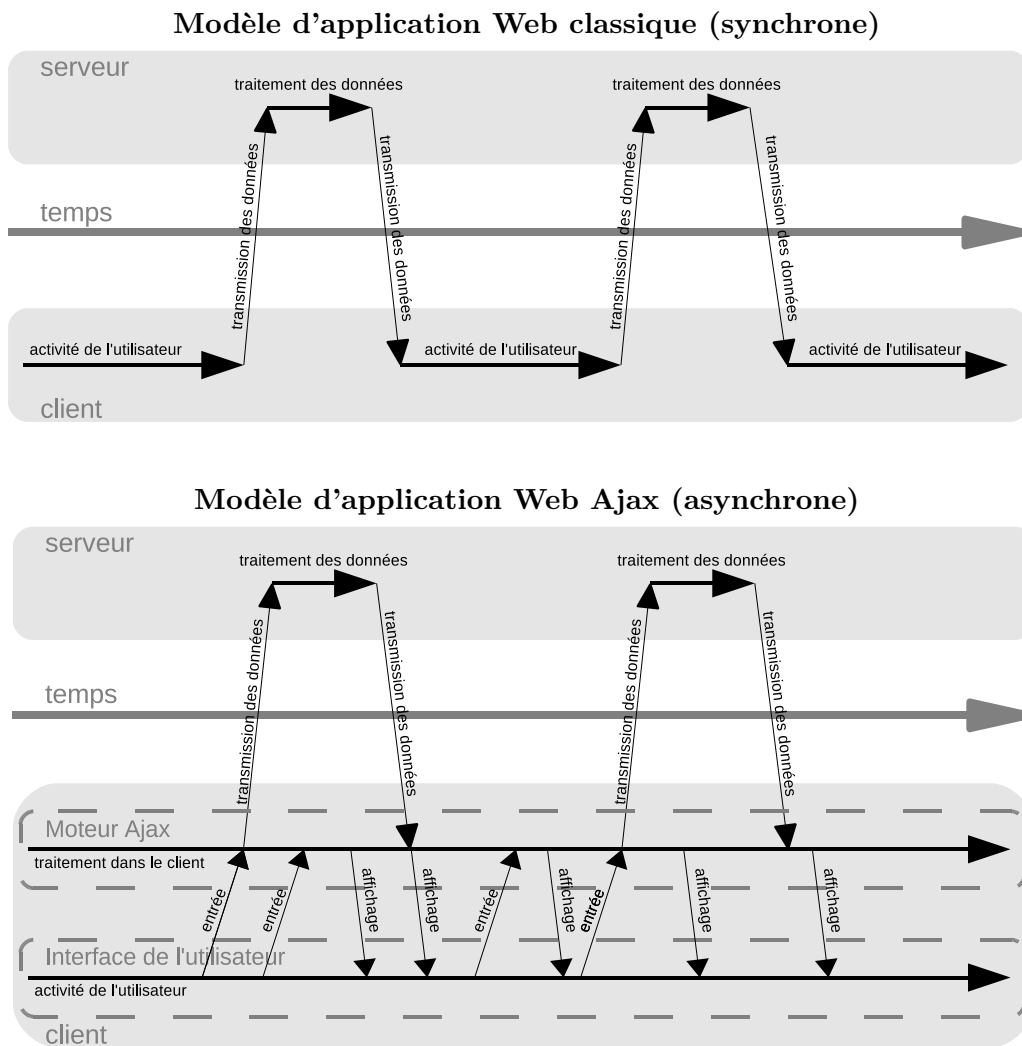 Modèle d'application Web classique (synchrone)
serveur
traitement des données
traitement des données
transmission des données
transmission des données
transmission des données
transmission des données
temps
activité de l'utilisateur
activité de l'utilisateur
activité de l'utilisateur
client
Modèle d'application Web Ajax (asynchrone)
serveur
traitement des données
traitement des données
transmission des données
transmission des données
transmission des données
transmission des données
temps
Moteur Ajax
traitement dans le client
entrée
entrée
affichage
affichage
entrée
affichage
entrée
affichage
affichage
Interface de l'utilisateur
activité de l'utilisateur
client